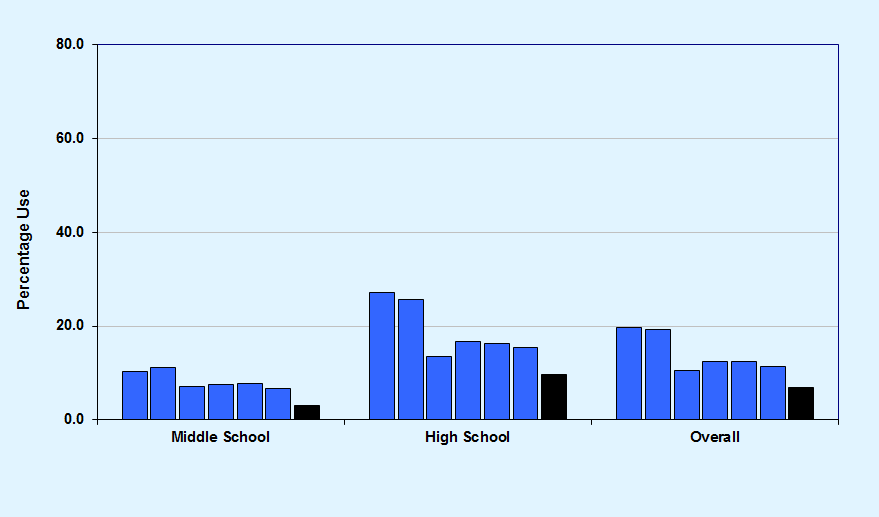 80.0
60.0
40.0
20.0
0.0
Percentage Use
Middle School
High School
Overall